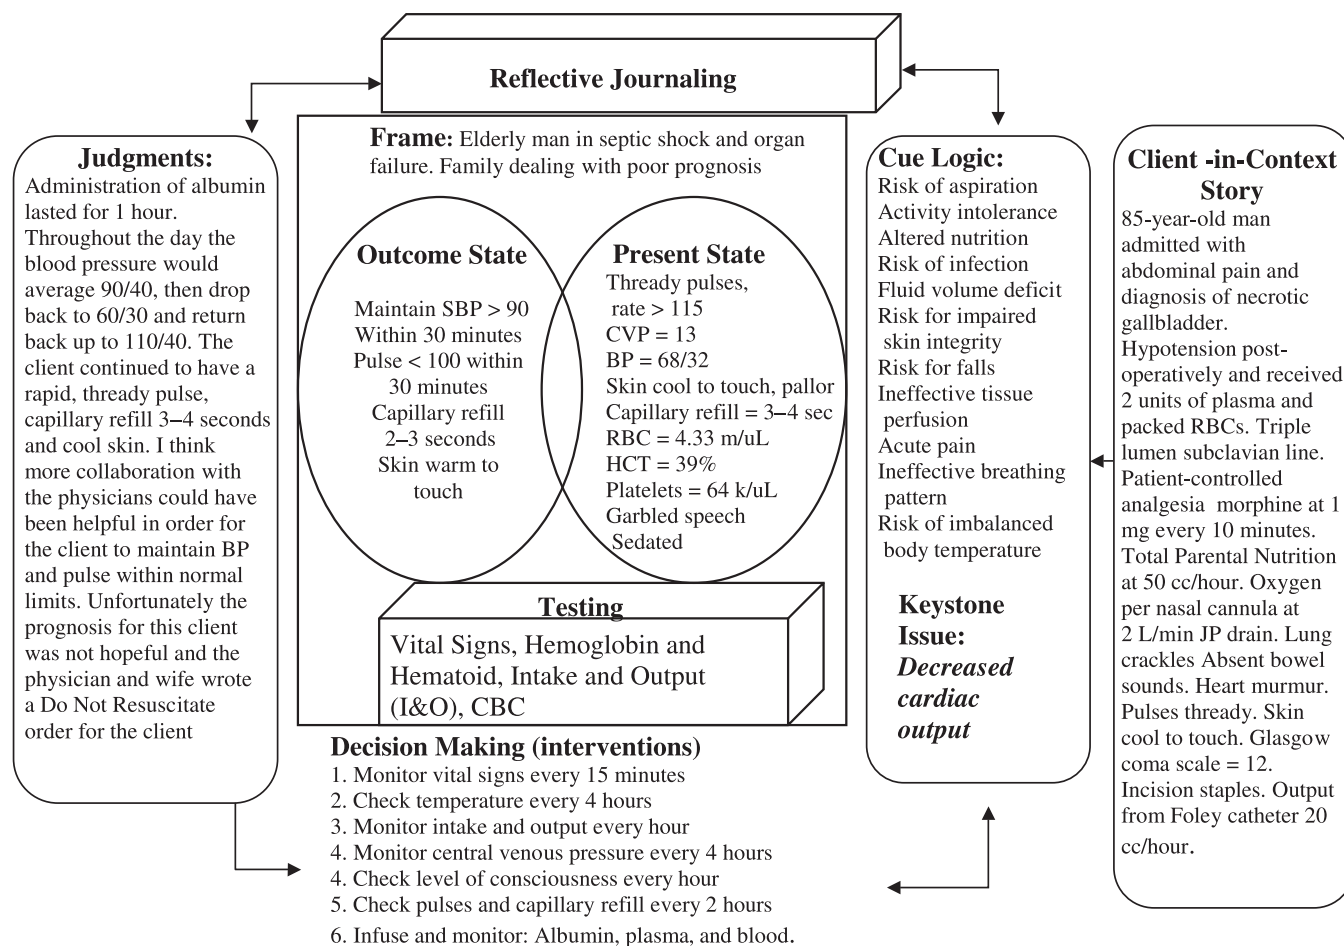 Reflective Journaling
Judgments:
Administration of albumin
lasted for 1 hour.
Throughout the day the
blood pressure would
average 90/40, then drop
back to 60/30 and return
back up to 110/40. The
client continued to have a
rapid, thready pulse,
capillary refill 3–4 seconds
and cool skin. I think
more collaboration with
the physicians could have
been helpful in order for
the client to maintain BP
and pulse within normal
limits. Unfortunately the
prognosis for this client
was not hopeful and the
physician and wife wrote
a Do Not Resuscitate
order for the client
Frame: Elderly man in septic shock and organ
failure. Family dealing with poor prognosis
Outcome State
Maintain SBP > 90
Within 30 minutes
Pulse < 100 within
30 minutes
Capillary refill
2–3 seconds
Skin warm to
touch
Present State
Thready pulses,
rate > 115
CVP = 13
BP = 68/32
Skin cool to touch, pallor
Capillary refill = 3–4 sec
RBC = 4.33 m/uL
HCT = 39%
Platelets = 64 k/uL
Garbled speech
Sedated
Testing
Vital Signs, Hemoglobin and
Hematoid, Intake and Output
(I&O), CBC
Decision Making (interventions)
1. Monitor vital signs every 15 minutes
2. Check temperature every 4 hours
3. Monitor intake and output every hour
4. Monitor central venous pressure every 4 hours
4. Check level of consciousness every hour
5. Check pulses and capillary refill every 2 hours
6. Infuse and monitor: Albumin, plasma, and blood.
Cue Logic:
Risk of aspiration
Activity intolerance
Altered nutrition
Risk of infection
Fluid volume deficit
Risk for impaired
skin integrity
Risk for falls
Ineffective tissue
perfusion
Acute pain
Ineffective breathing
pattern
Risk of imbalanced
body temperature
Keystone
Issue:
Decreased
cardiac
output
Client -in-Context
Story
85-year-old man
admitted with
abdominal pain and
diagnosis of necrotic
gallbladder.
Hypotension post-
operatively and received
2 units of plasma and
packed RBCs. Triple
lumen subclavian line.
Patient-controlled
analgesia morphine at 1
mg every 10 minutes.
Total Parental Nutrition
at 50 cc/hour. Oxygen
per nasal cannula at
2 L/min JP drain. Lung
crackles Absent bowel
sounds. Heart murmur.
Pulses thready. Skin
cool to touch. Glasgow
coma scale = 12.
Incision staples. Output
from Foley catheter 20
cc/hour.